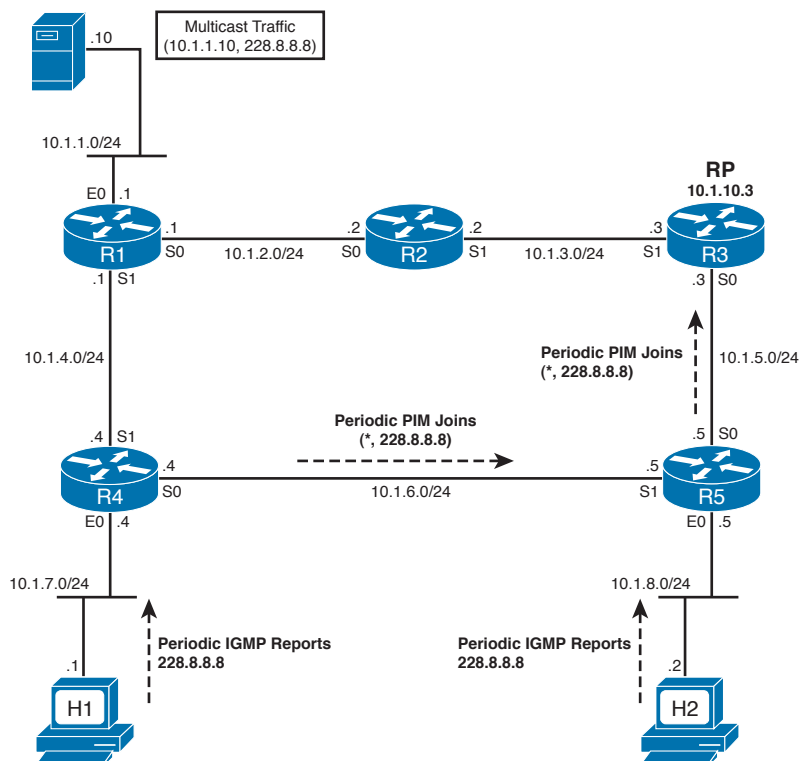 .10
Multicast Traffic
(10.1.1.10, 228.8.8.8)
10.1.1.0/24
E0 .1
RP
10.1.10.3
R1
.1
S0
10.1.2.0/24
.2
S0
R2
.2
S1
10.1.3.0/24
.3
S1
R3
.1 S1
.3 S0
10.1.4.0/24
Periodic PIM Joins
(*, 228.8.8.8)
10.1.5.0/24
Periodic PIM Joins
(*, 228.8.8.8)
.4 S1
.5 S0
R4
.4
S0
10.1.6.0/24
.5
S1
R5
E0 .4
E0 .5
10.1.7.0/24
10.1.8.0/24
Periodic IGMP Reports
228.8.8.8
Periodic IGMP Reports
228.8.8.8
.1
H1
.2
H2